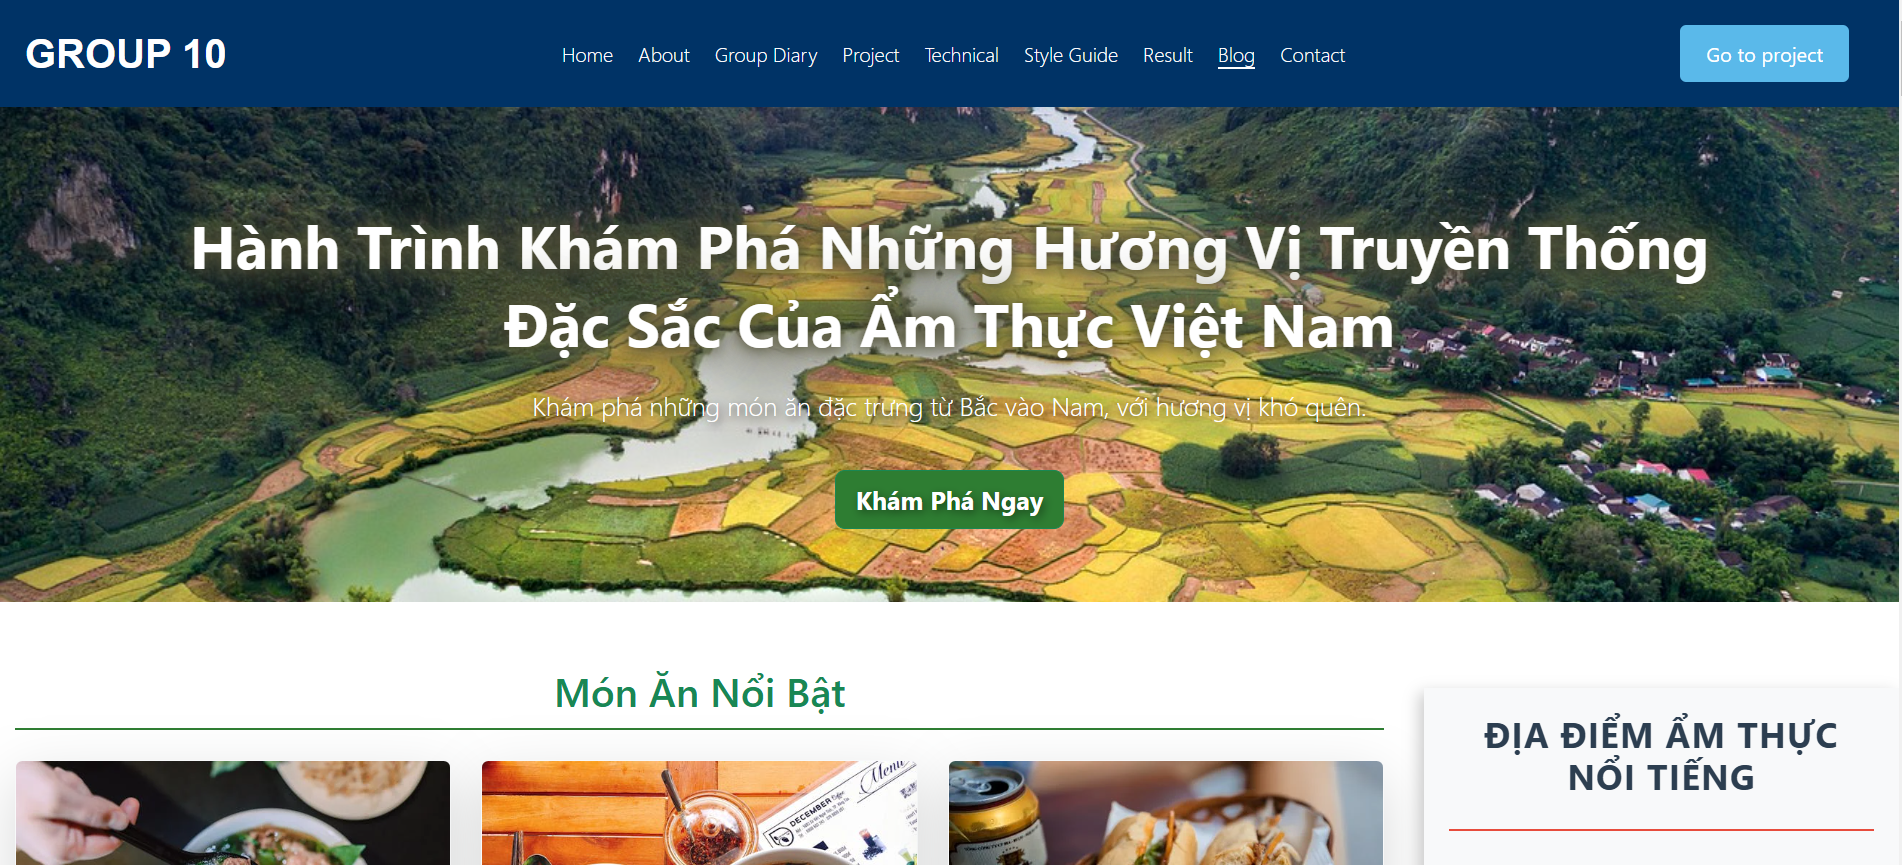 GROUP 10
Home About Group Diary Project Technical Style Guide Result Blog Contact
Go to project
Hành Trình Khám Phá Những Hương Vị Truyền Thống
Đặc Sắc Của Ẩm Thực Việt Nam
Khám phá những món ăn đặc trưng từ Bắc vào Nam, với hương vị khó quên.
Khám Phá Ngay
Món Ăn Nổi Bật
ĐỊA ĐIỂM ẨM THỰC
NỔI TIẾNG
Menu
DECEMBER